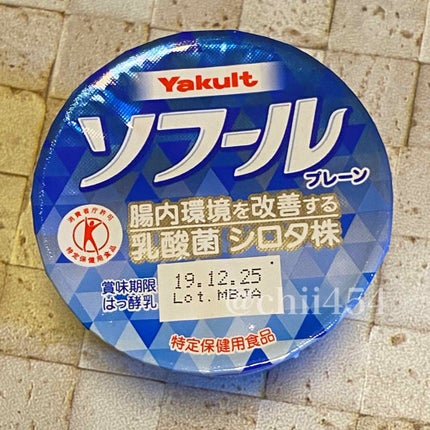 Yakult
ソフール
プレーン
腸内環境を改善する
乳酸菌 シロタ株
消費者庁許可
特定保健用食品
賞味期限
19.12.25
はっ酵乳
Lot.MBJA
@chii454
特定保健用食品